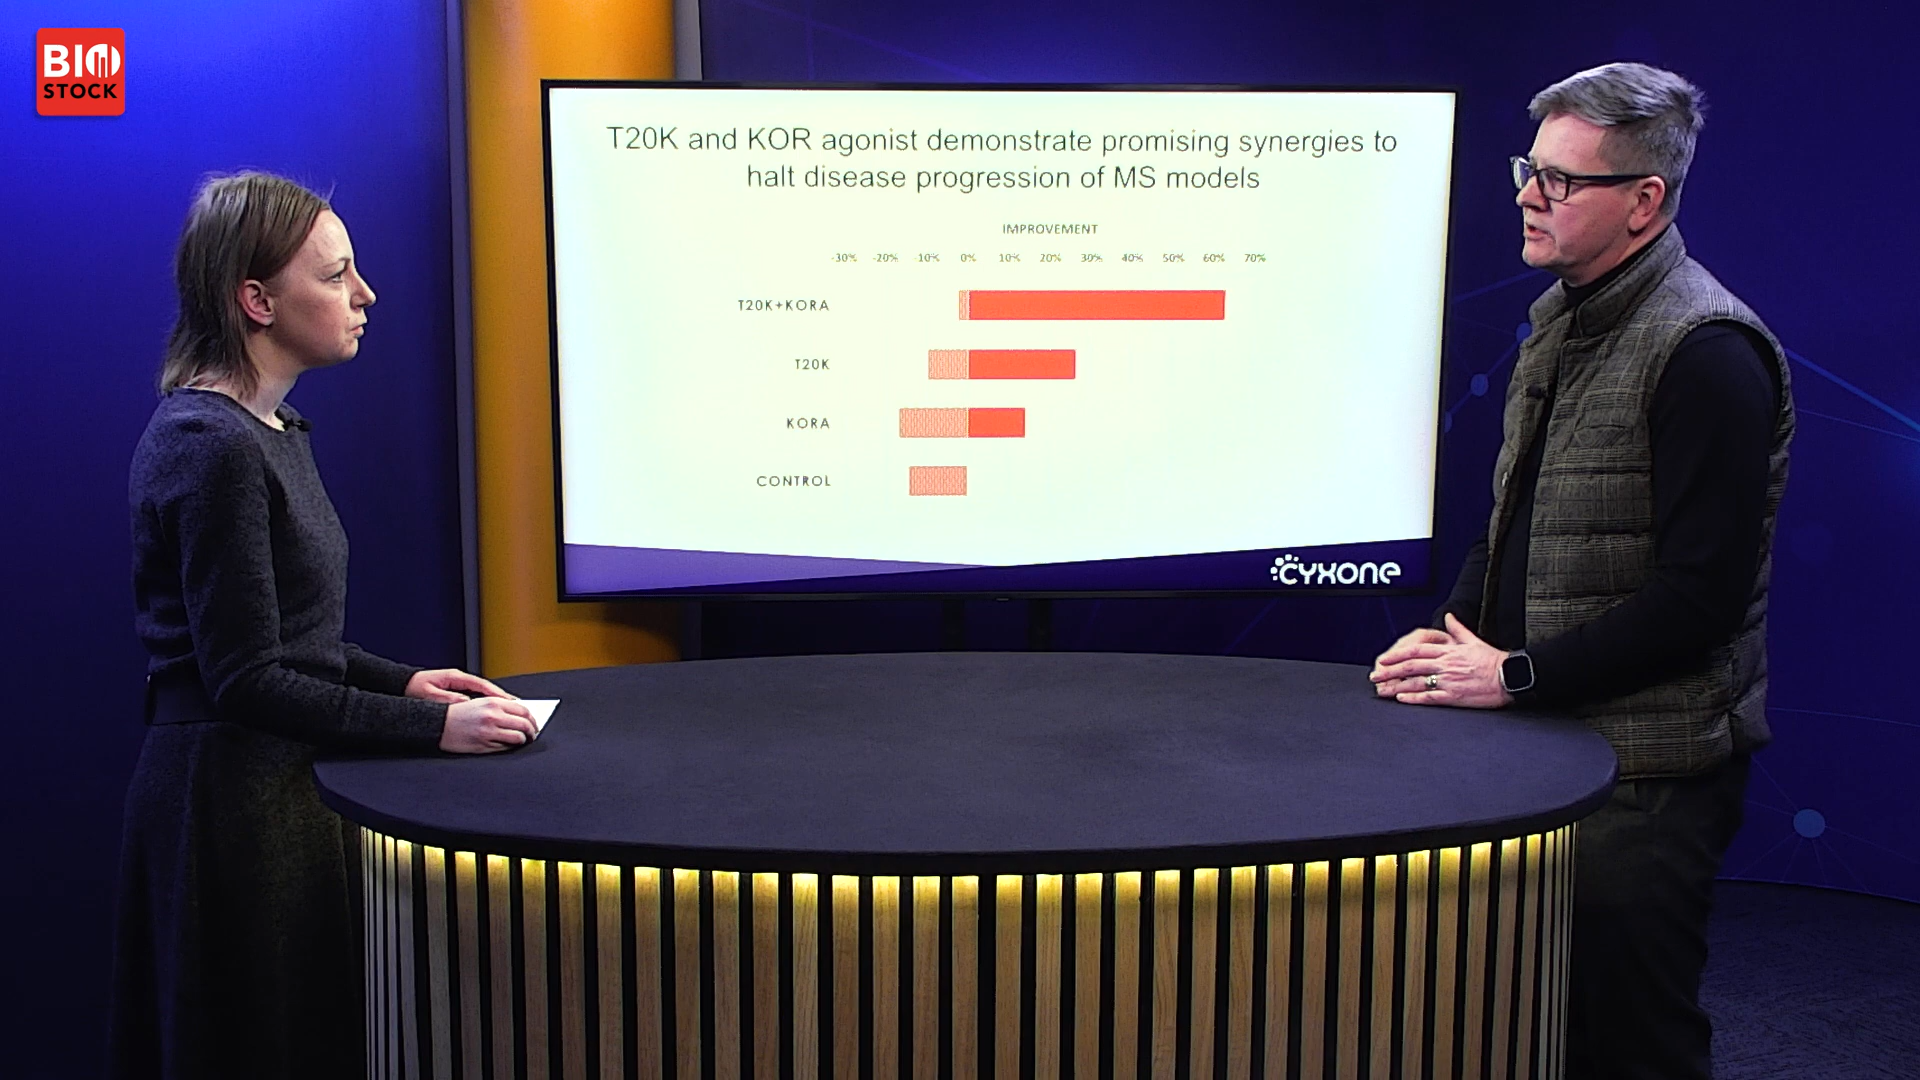 BIO
STOCK
T20K and KOR agonist demonstrate promising synergies to
halt disease progression of MS models
IMPROVEMENT
-30% -20% -10% 0% 10% 20% 30% 40% 50% 60% 70%
T20K+KORA
T20K
KORA
CONTROL
cyxone